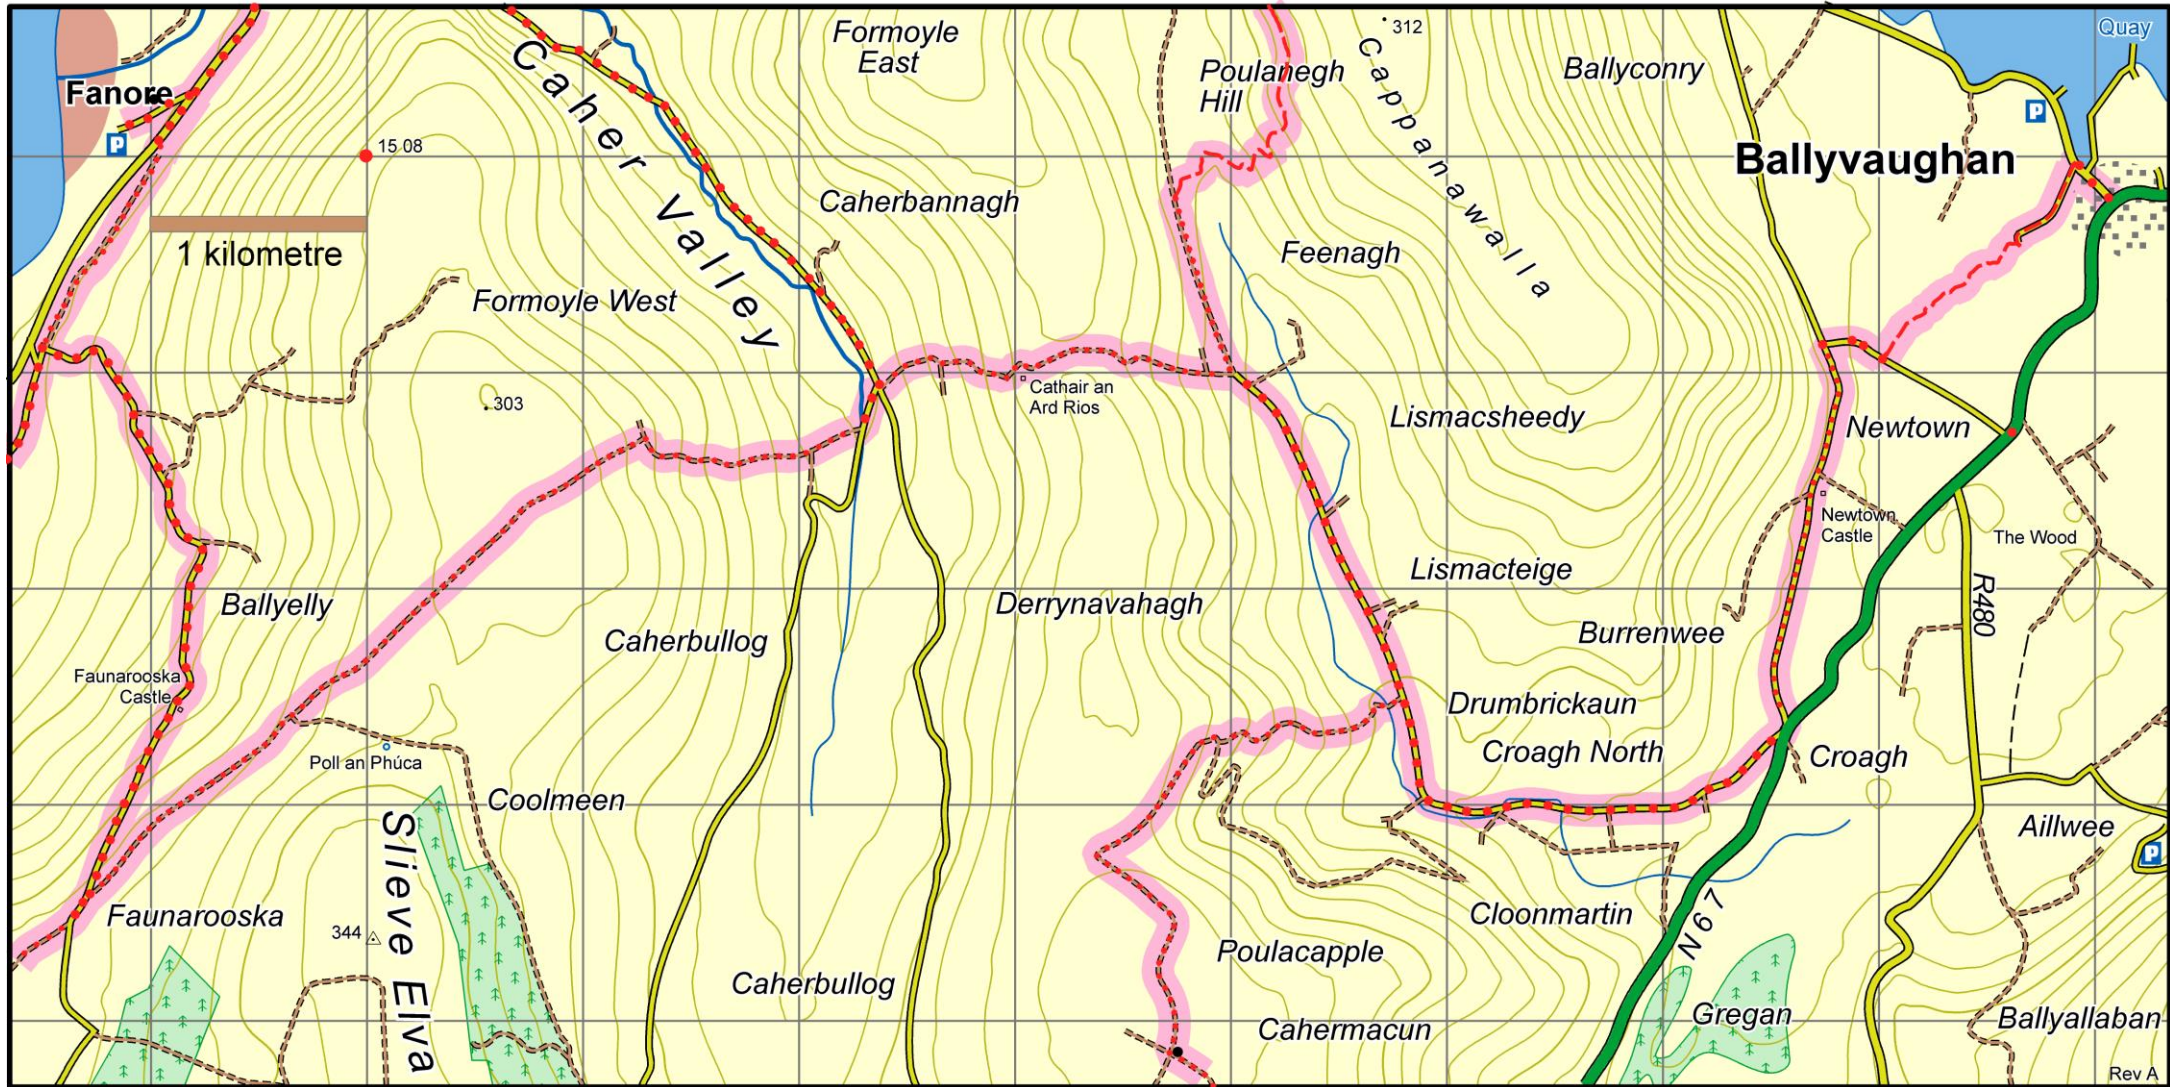 Formoyle
East
312
Quay
Caher Valley
Poulanegh
Hill
Cappanawalla
Ballyconry
Fanore
P
P
15 08
Ballyvaughan
Caherbannagh
1 kilometre
Feenagh
Formoyle West
303
Cathair an
Ard Rios
Lismacsheedy
Newtown
Newtown
Castle
The Wood
Lismacteige
R480
Ballyelly
Derrynavahagh
Caherbullog
Burrenwee
Faunarooska
Castle
Drumbrickaun
Croagh North
Croagh
Poll an Phúca
Coolmeen
Aillwee
P
Slieve Elva
Faunarooska
344
Cloonmartin
N67
Poulacapple
Caherbullog
Gregan
Cahermacun
Ballyallaban
Rev A